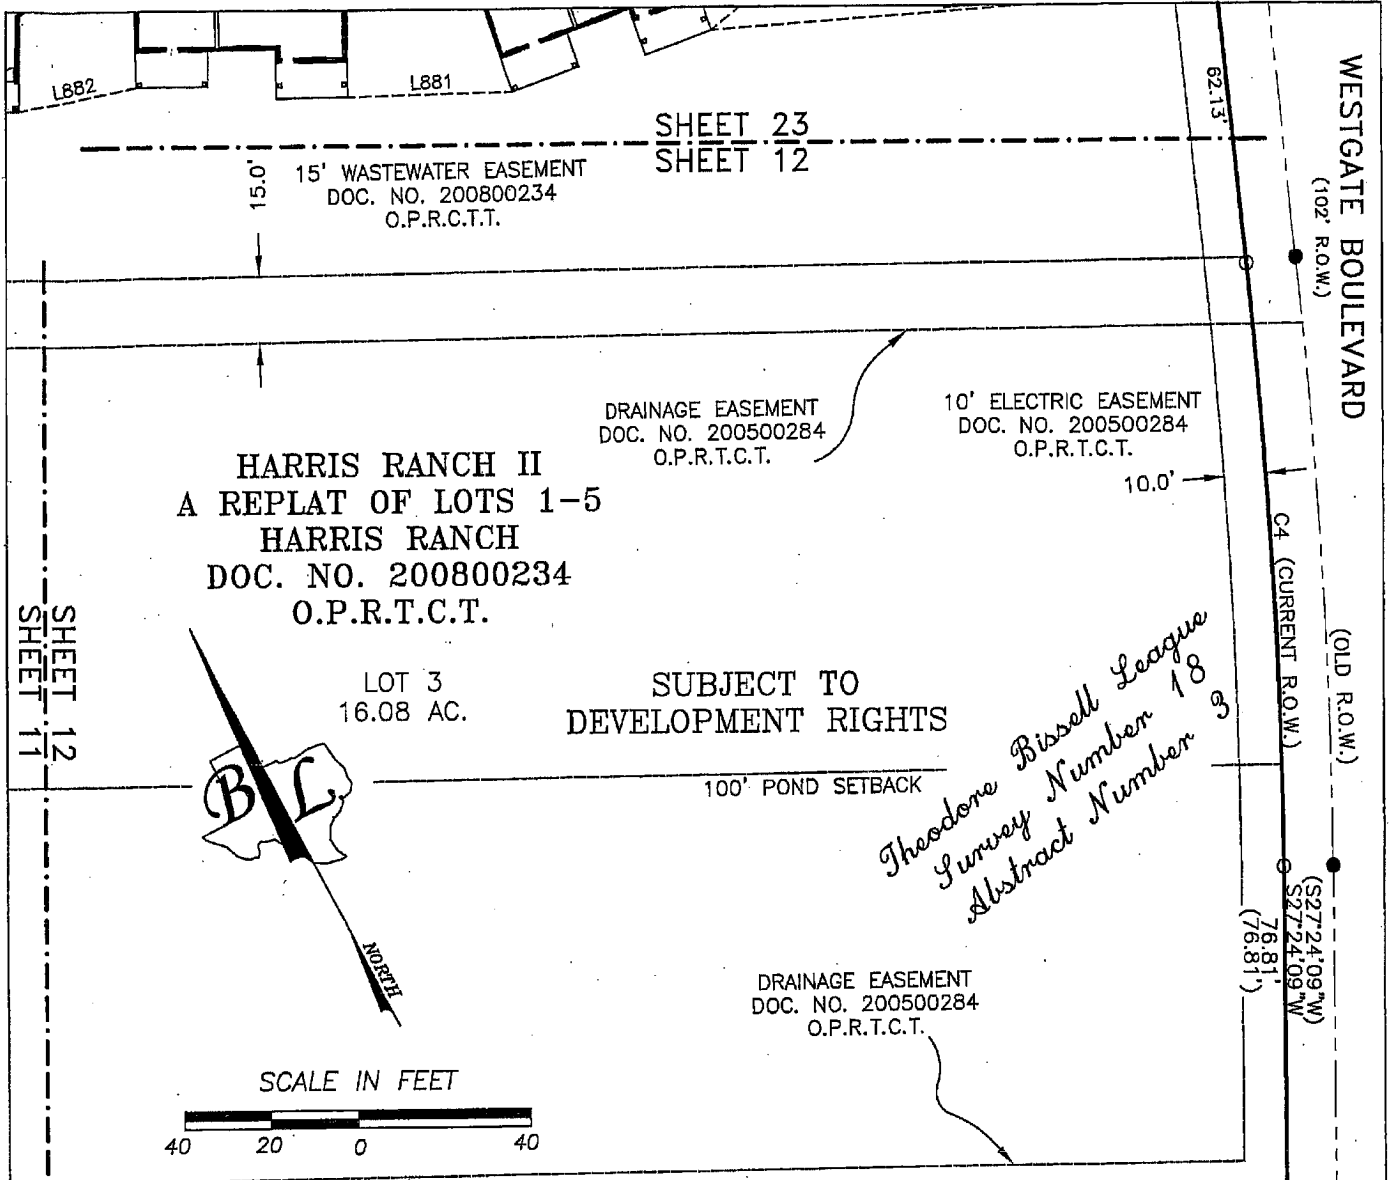 L882
L881
62.13'
WESTGATE BOULEVARD
(102' R.O.W.)
SHEET 23
SHEET 12
15.0'
15' WASTEWATER EASEMENT
DOC. NO. 200800234
O.P.R.C.T.T.
DRAINAGE EASEMENT
DOC. NO. 200500284
O.P.R.T.C.T.
10' ELECTRIC EASEMENT
DOC. NO. 200500284
O.P.R.T.C.T.
10.0'
HARRIS RANCH II
A REPLAT OF LOTS 1-5
HARRIS RANCH
DOC. NO. 200800234
O.P.R.T.C.T.
C4 (CURRENT R.O.W.)
(OLD R.O.W.)
SHEET 12
SHEET 11
LOT 3
16.08 AC.
SUBJECT TO
DEVELOPMENT RIGHTS
Theodore Bissell League
Survey Number 18
Abstract Number 3
100' POND SETBACK
B L
NORTH
(S27°24'09"W)
S27°24'09"W
76.81'
(76.81')
DRAINAGE EASEMENT
DOC. NO. 200500284
O.P.R.T.C.T.
SCALE IN FEET
40 20 0 40